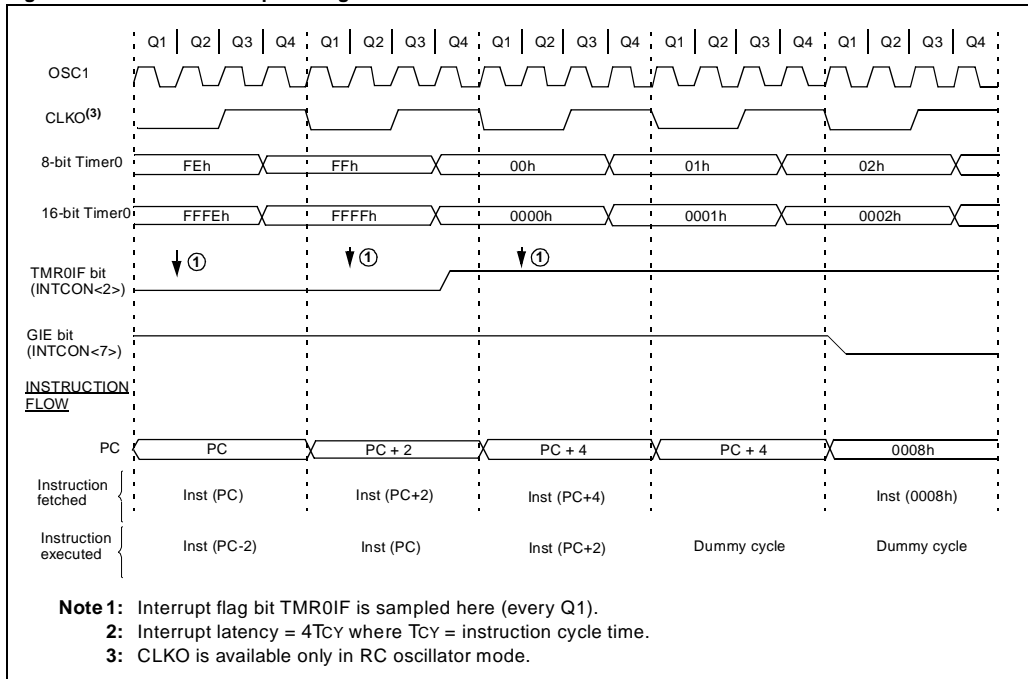 Q1 Q2 Q3 Q4 Q1 Q2 Q3 Q4 Q1 Q2 Q3 Q4 Q1 Q2 Q3 Q4 Q1 Q2 Q3 Q4
OSC1
CLKO(3)
8-bit Timer0 FEh FFh 00h 01h 02h
16-bit Timer0 FFFEh FFFFh 0000h 0001h 0002h
1 1 1
TMR0IF bit
(INTCON<2>)
GIE bit
(INTCON<7>)
INSTRUCTION
FLOW
PC PC PC + 2 PC + 4 PC + 4 0008h
Instruction
fetched Inst (PC) Inst (PC+2) Inst (PC+4) Inst (0008h)
Instruction
executed Inst (PC-2) Inst (PC) Inst (PC+2) Dummy cycle Dummy cycle
Note 1: Interrupt flag bit TMR0IF is sampled here (every Q1).
2: Interrupt latency = 4TCY where TCY = instruction cycle time.
3: CLKO is available only in RC oscillator mode.